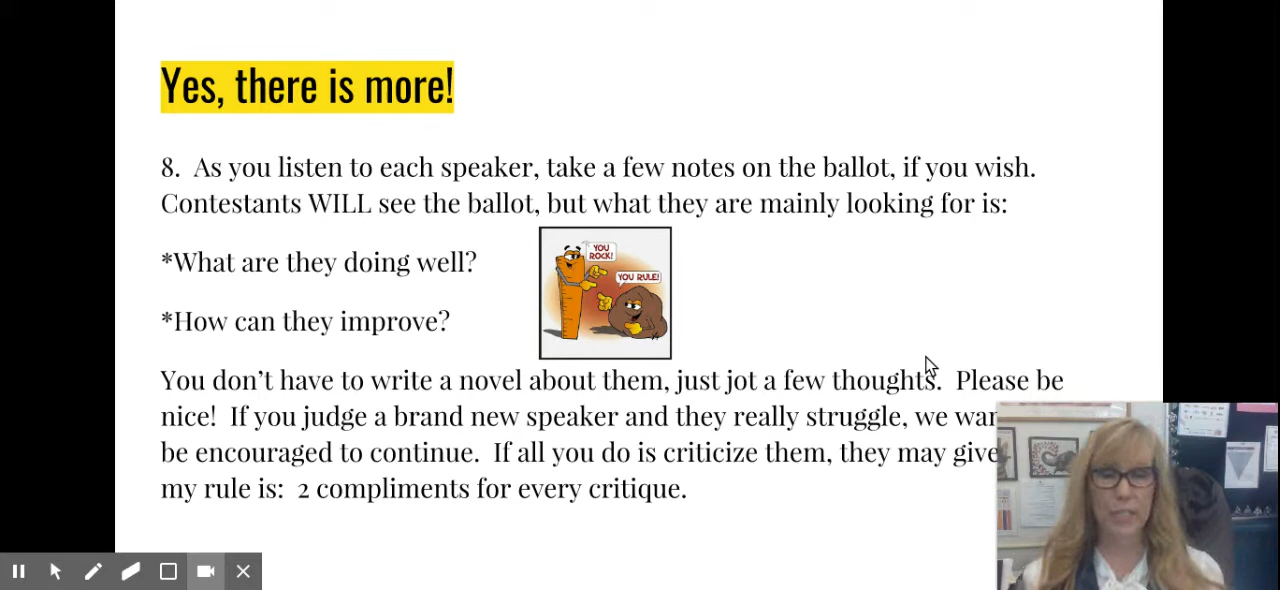 Yes, there is more!
8. As you listen to each speaker, take a few notes on the ballot, if you wish.
Contestants WILL see the ballot, but what they are mainly looking for is:
*What are they doing well?
YOU
ROCK!
YOU RULE!
*How can they improve?
You don’t have to write a novel about them, just jot a few thoughts. Please be
nice! If you judge a brand new speaker and they really struggle, we
be encouraged to continue. If all you do is criticize them, they may give
my rule is: 2 compliments for every critique.